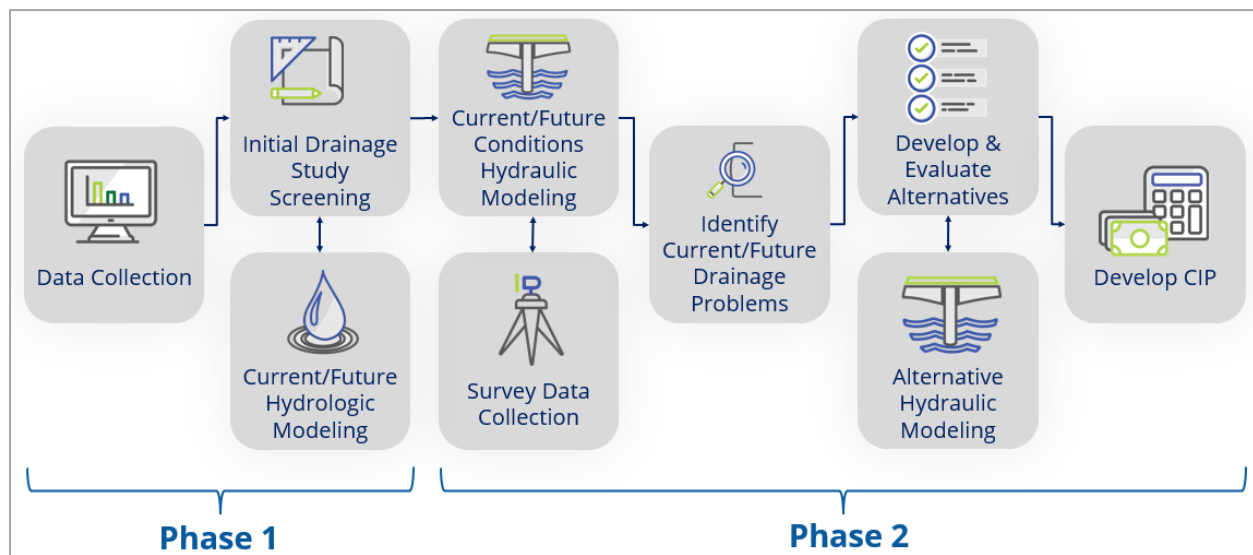 Data Collection
Initial Drainage
Study
Screening
Current/Future
Hydrologic
Modeling
Current/Future
Conditions
Hydraulic
Modeling
Survey Data
Collection
Identify
Current/Future
Drainage
Problems
Develop &
Evaluate
Alternatives
Alternative
Hydraulic
Modeling
Develop CIP
Phase 1
Phase 2